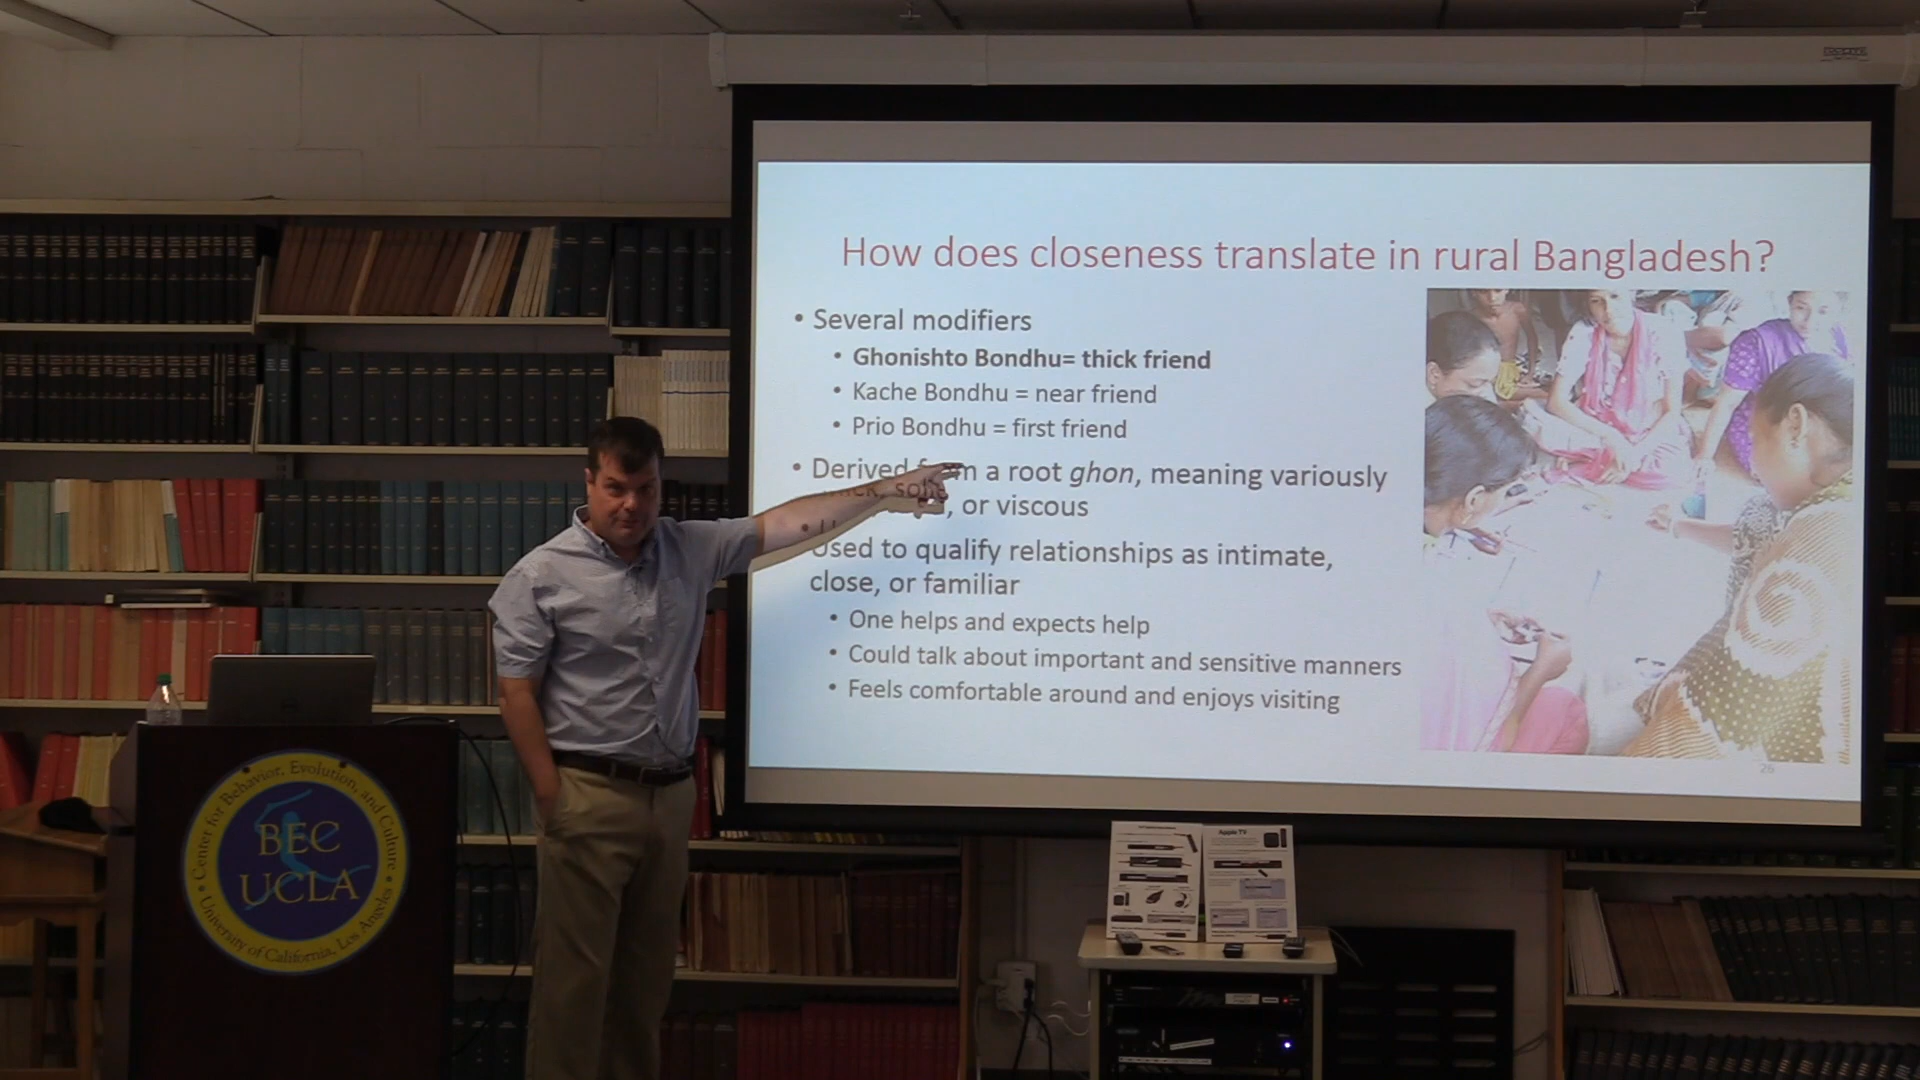 How does closeness translate in rural Bangladesh?
• Several modifiers
• Ghonishto Bondhu= thick friend
• Kache Bondhu = near friend
• Prio Bondhu = first friend
• Derived from a root ghon, meaning variously
, or viscous
Used to qualify relationships as intimate,
close, or familiar
• One helps and expects help
• Could talk about important and sensitive manners
• Feels comfortable around and enjoys visiting
26
Center for Behavior, Evolution, and Culture
BEC
UCLA
University of California, Los Angeles
Apple TV